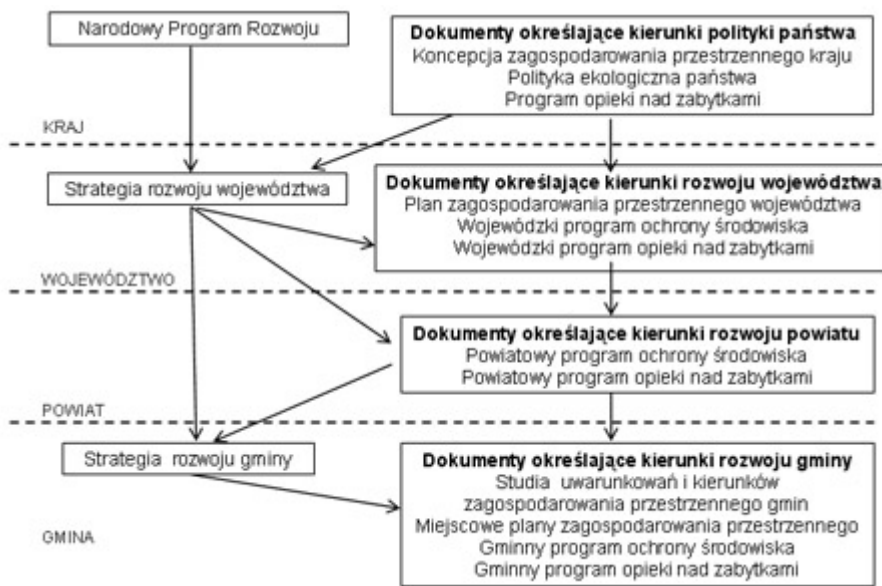 Narodowy Program Rozwoju
Dokumenty określające kierunki polityki państwa
Koncepcja zagospodarowania przestrzennego kraju
Polityka ekologiczna państwa
Program opieki nad zabytkami
KRAJ
Strategia rozwoju województwa
Dokumenty określające kierunki rozwoju województwa
Plan zagospodarowania przestrzennego województwa
Wojewódzki program ochrony środowiska
Wojewódzki program opieki nad zabytkami
WOJEWÓDZTWO
Dokumenty określające kierunki rozwoju powiatu
Powiatowy program ochrony środowiska
Powiatowy program opieki nad zabytkami
POWIAT
Strategia rozwoju gminy
Dokumenty określające kierunki rozwoju gminy
Studia uwarunkowań i kierunków
zagospodarowania przestrzennego gmin
Miejscowe plany zagospodarowania przestrzennego
Gminny program ochrony środowiska
Gminny program opieki nad zabytkami
GMINA